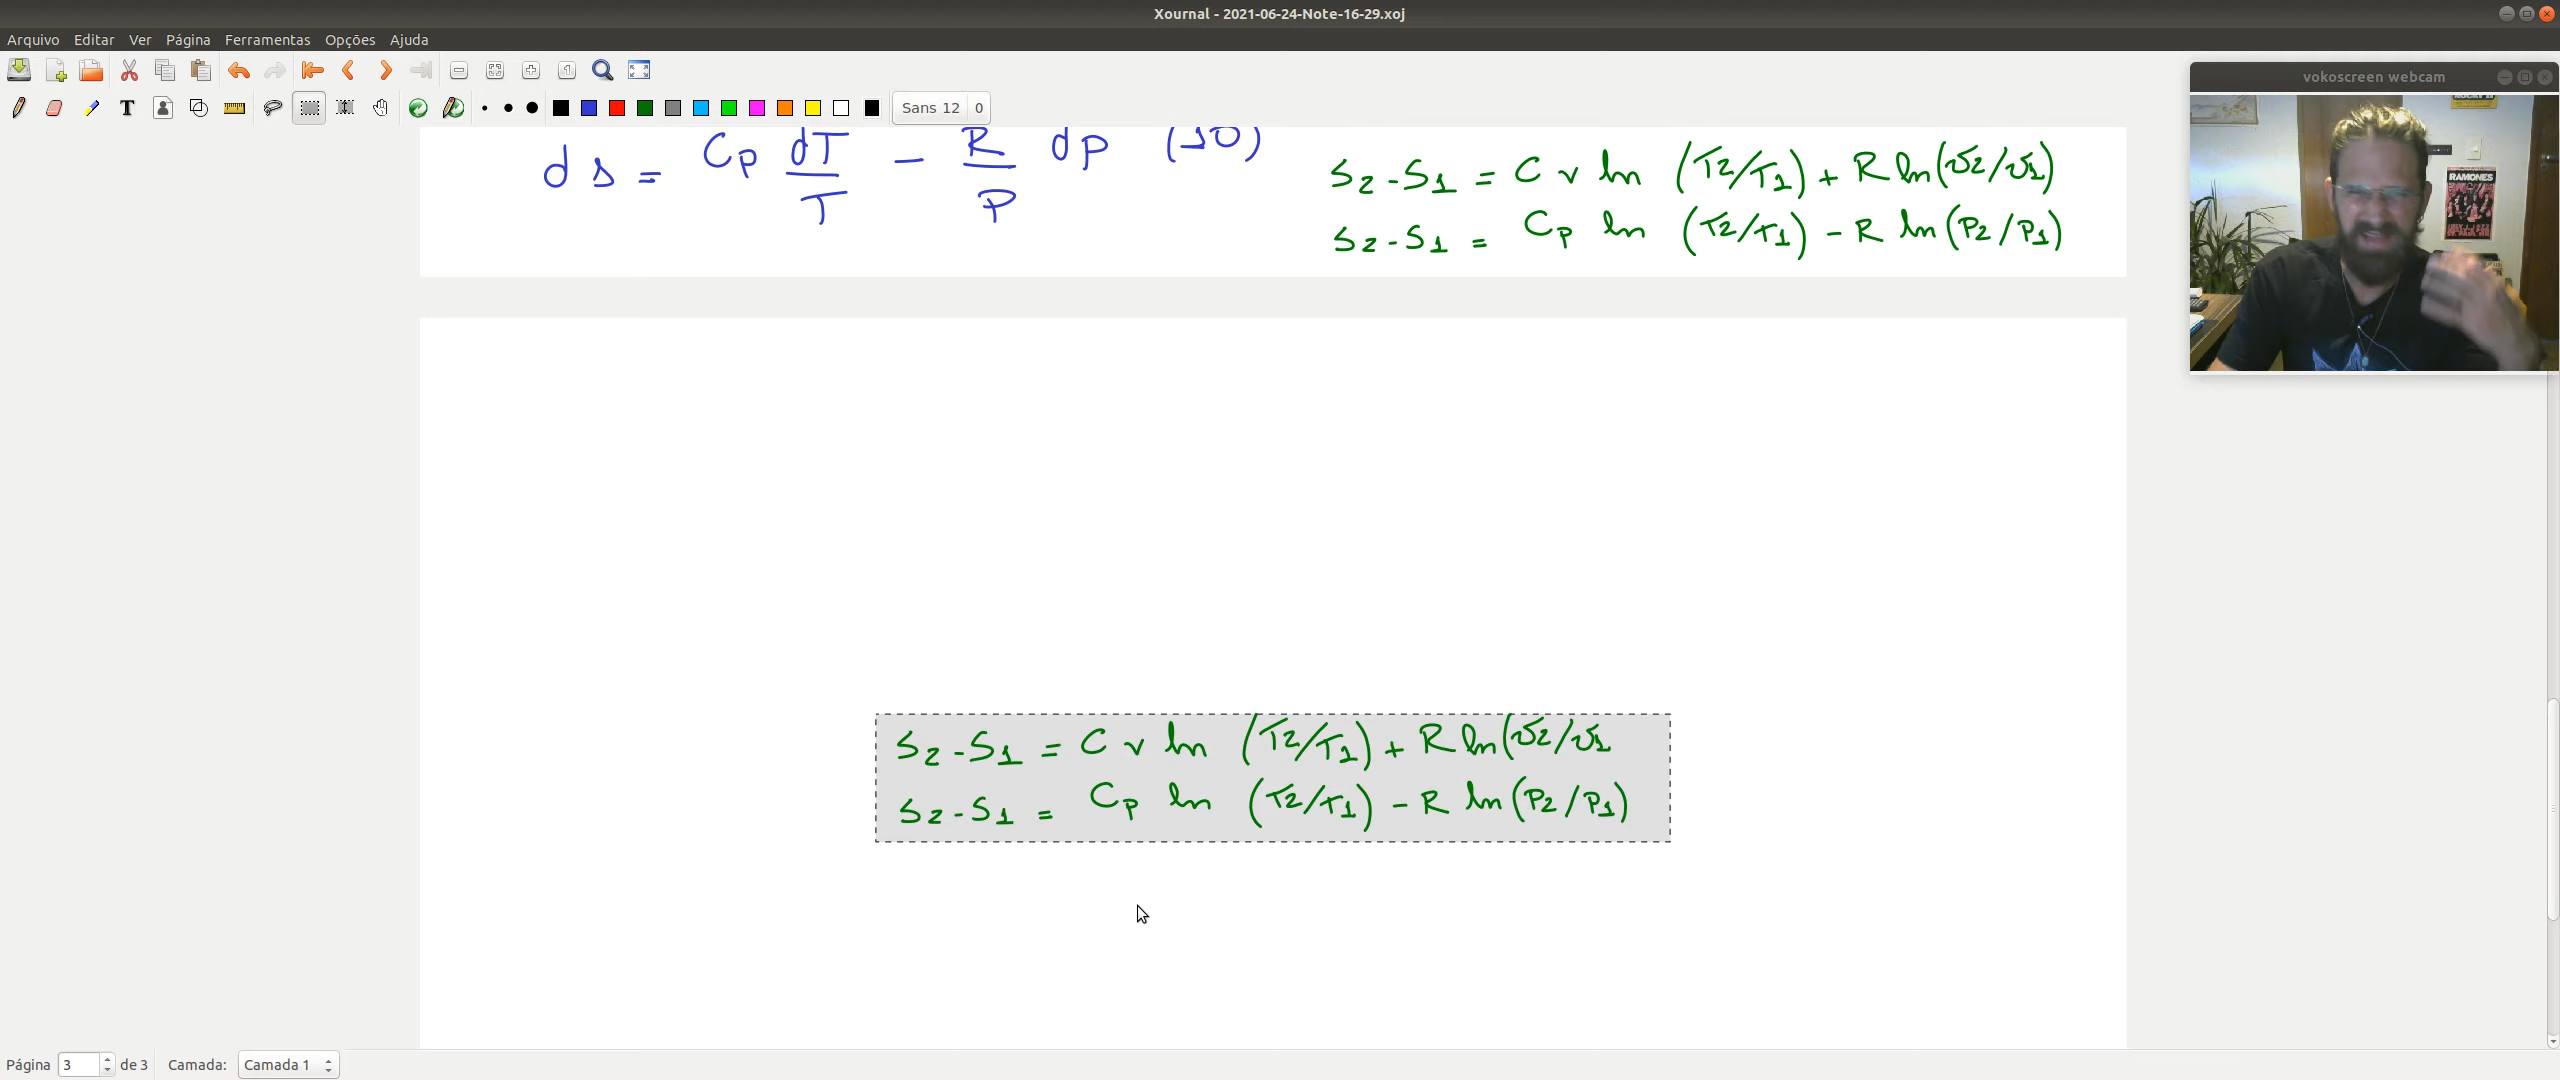 Xournal - 2021-06-24-Note-16-29.xoj
Arquivo Editar Ver Página Ferramentas Opções Ajuda
vokoscreen webcam
Sans 12 0
RAMONES
ds = Cp dT/T - R/P dp (10)
S2-S1 = Cv ln (T2/T1) + R ln(v2/v1)
S2-S1 = Cp ln (T2/T1) - R ln(P2/P1)
S2-S1 = Cv ln (T2/T1) + R ln(v2/v1
S2-S1 = Cp ln (T2/T1) - R ln(P2/P1)
Página 3 de 3 Camada: Camada 1